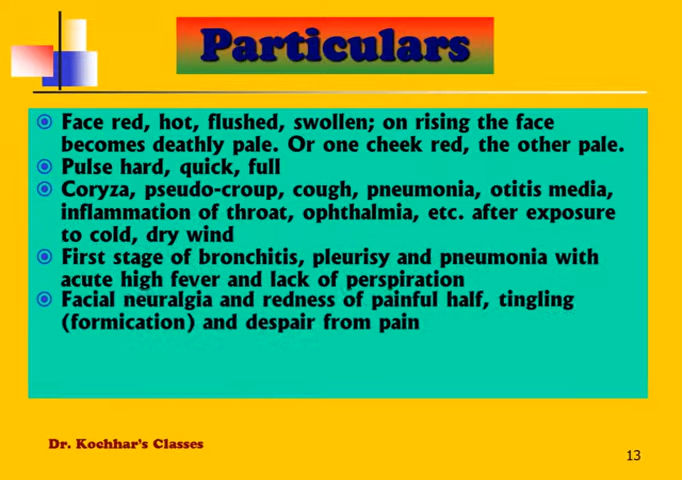 Particulars
Face red, hot, flushed, swollen; on rising the face
becomes deathly pale. Or one cheek red, the other pale.
Pulse hard, quick, full
Coryza, pseudo-croup, cough, pneumonia, otitis media,
inflammation of throat, ophthalmia, etc. after exposure
to cold, dry wind
First stage of bronchitis, pleurisy and pneumonia with
acute high fever and lack of perspiration
Facial neuralgia and redness of painful half, tingling
(formication) and despair from pain
Dr. Kochhar's Classes
13